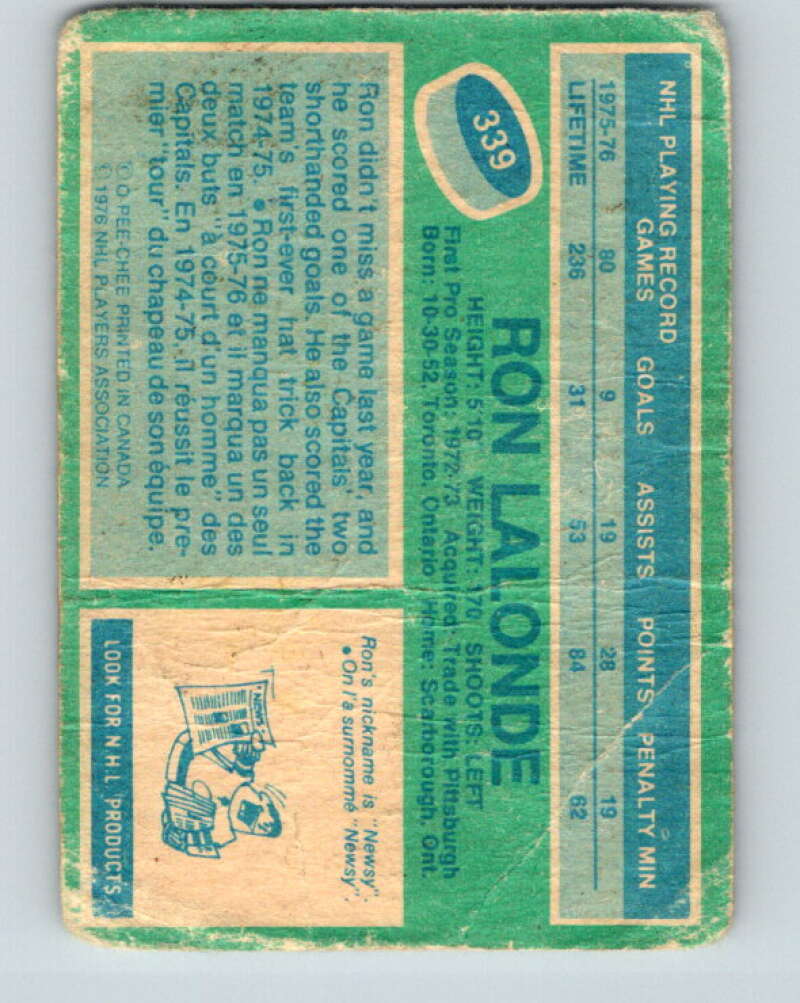 NHL PLAYING RECORD
GAMES GOALS ASSISTS POINTS PENALTY MIN
1975-76 80 9 19 28 19
LIFETIME 236 31 53 84 62
339
RON LALONDE
HEIGHT: 5'10 WEIGHT: 170 SHOOTS: LEFT
First Pro Season: 1972-73 Acquired: Trade with Pittsburgh
Born: 10-30-52, Toronto, Ontario Home: Scarborough, Ont.
Ron didn't miss a game last year, and
he scored one of the Capitals' two
shorthanded goals. He also scored the
team's first-ever hat trick back in
1974-75. • Ron ne manqua pas un seul
match en 1975-76 et il marqua un des
deux buts "à court d'un homme" des
Capitals. En 1974-75, il réussit le pre-
mier "tour" du chapeau de son équipe.
© O-PEE-CHEE PRINTED IN CANADA
© 1976 NHL PLAYERS ASSOCIATION
Ron's nickname is "Newsy".
• On l'a surnommé "Newsy".
NEWS
LOOK FOR N.H.L. PRODUCTS